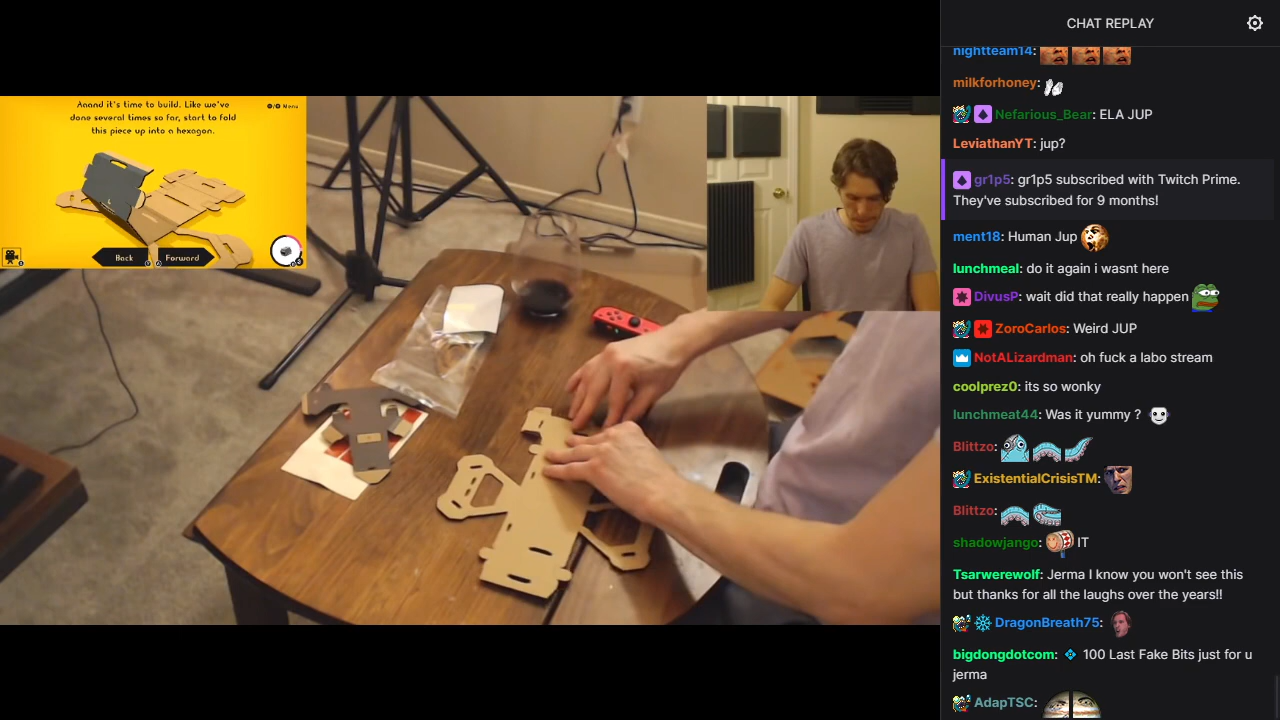 Anand it's time to build. Like we've
done several times so far, start to fold
this piece up into a hexagon.
Menu
Back
Forward
CHAT REPLAY
nightteam14:
milkforhoney:
Nefarious_Bear: ELA JUP
LeviathanYT: jup?
gr1p5: gr1p5 subscribed with Twitch Prime.
They've subscribed for 9 months!
ment18: Human Jup
lunchmeal: do it again i wasnt here
DivusP: wait did that really happen
ZoroCarlos: Weird JUP
NotALizardman: oh fuck a labo stream
coolprez0: its so wonky
lunchmeat44: Was it yummy ?
Blittzo:
ExistentialCrisisTM:
Blittzo:
shadowjango: IT
Tsarwerewolf: Jerma I know you won't see this
but thanks for all the laughs over the years!!
DragonBreath75:
bigdongdotcom: 100 Last Fake Bits just for u
jerma
AdapTSC: